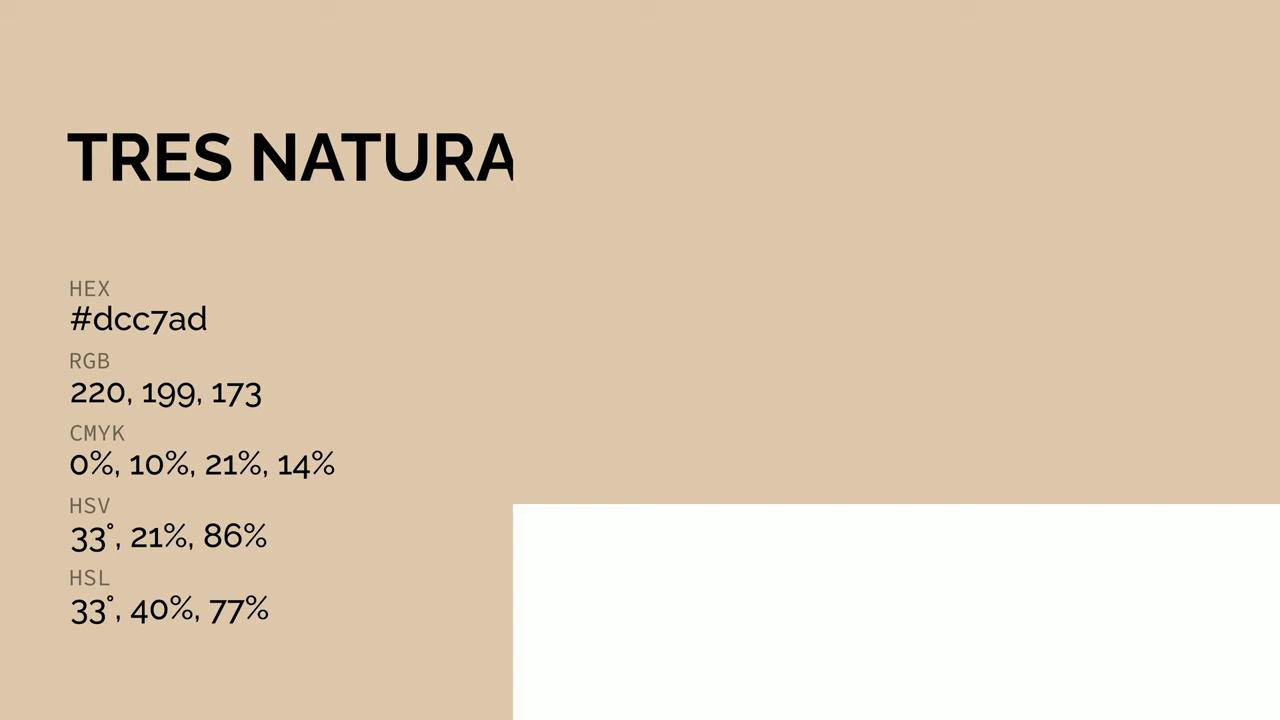 TRES NATURA
HEX
#dcc7ad
RGB
220, 199, 173
CMYK
0%, 10%, 21%, 14%
HSV
33°, 21%, 86%
HSL
33°, 40%, 77%